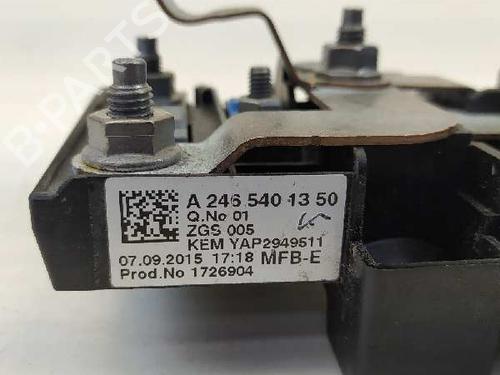 B-PARTS
A 246 540 13 50
Q.No 01
ZGS 005
KEM YAP2949511
07.09.2015 17:18 MFB-E
Prod.No 1726904